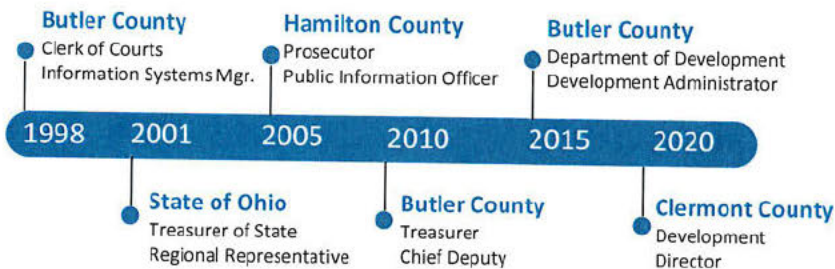 Butler County
Clerk of Courts
Information Systems Mgr.
Hamilton County
Prosecutor
Public Information Officer
Butler County
Department of Development
Development Administrator
1998 2001 2005 2010 2015 2020
State of Ohio
Treasurer of State
Regional Representative
Butler County
Treasurer
Chief Deputy
Clermont County
Development
Director